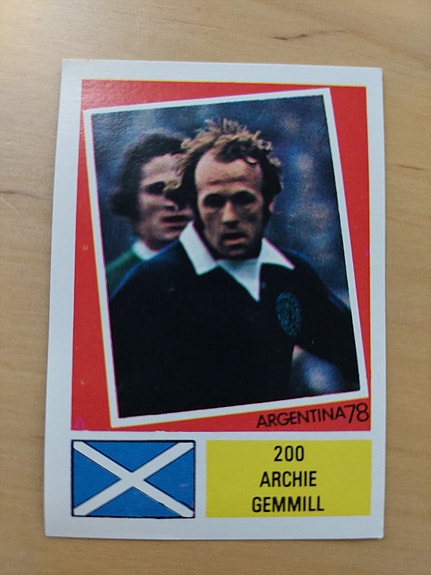 ARGENTINA78
200
ARCHIE
GEMMILL